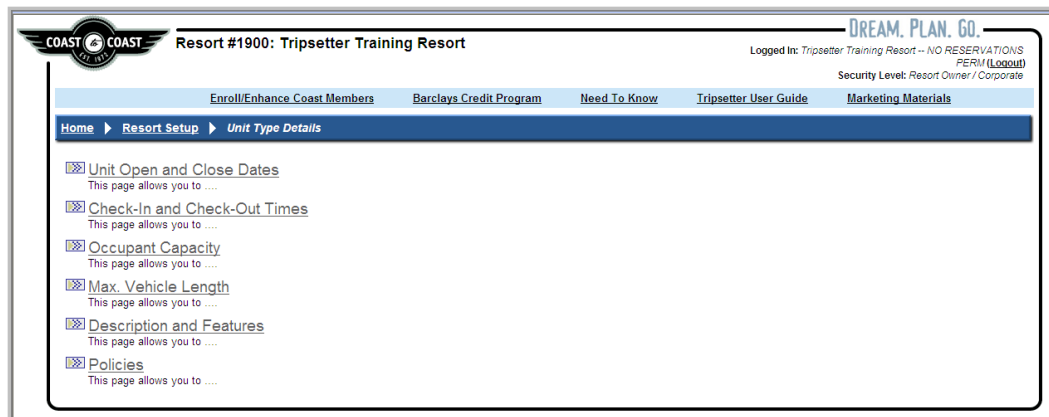 DREAM. PLAN. GO.
COAST & COAST
EST 1972
Resort #1900: Tripsetter Training Resort
Logged In: Tripsetter Training Resort -- NO RESERVATIONS
PERM (Logout)
Security Level: Resort Owner / Corporate
Enroll/Enhance Coast Members Barclays Credit Program Need To Know Tripsetter User Guide Marketing Materials
Home Resort Setup Unit Type Details
Unit Open and Close Dates
This page allows you to ....
Check-In and Check-Out Times
This page allows you to ....
Occupant Capacity
This page allows you to ....
Max. Vehicle Length
This page allows you to ....
Description and Features
This page allows you to ....
Policies
This page allows you to ....